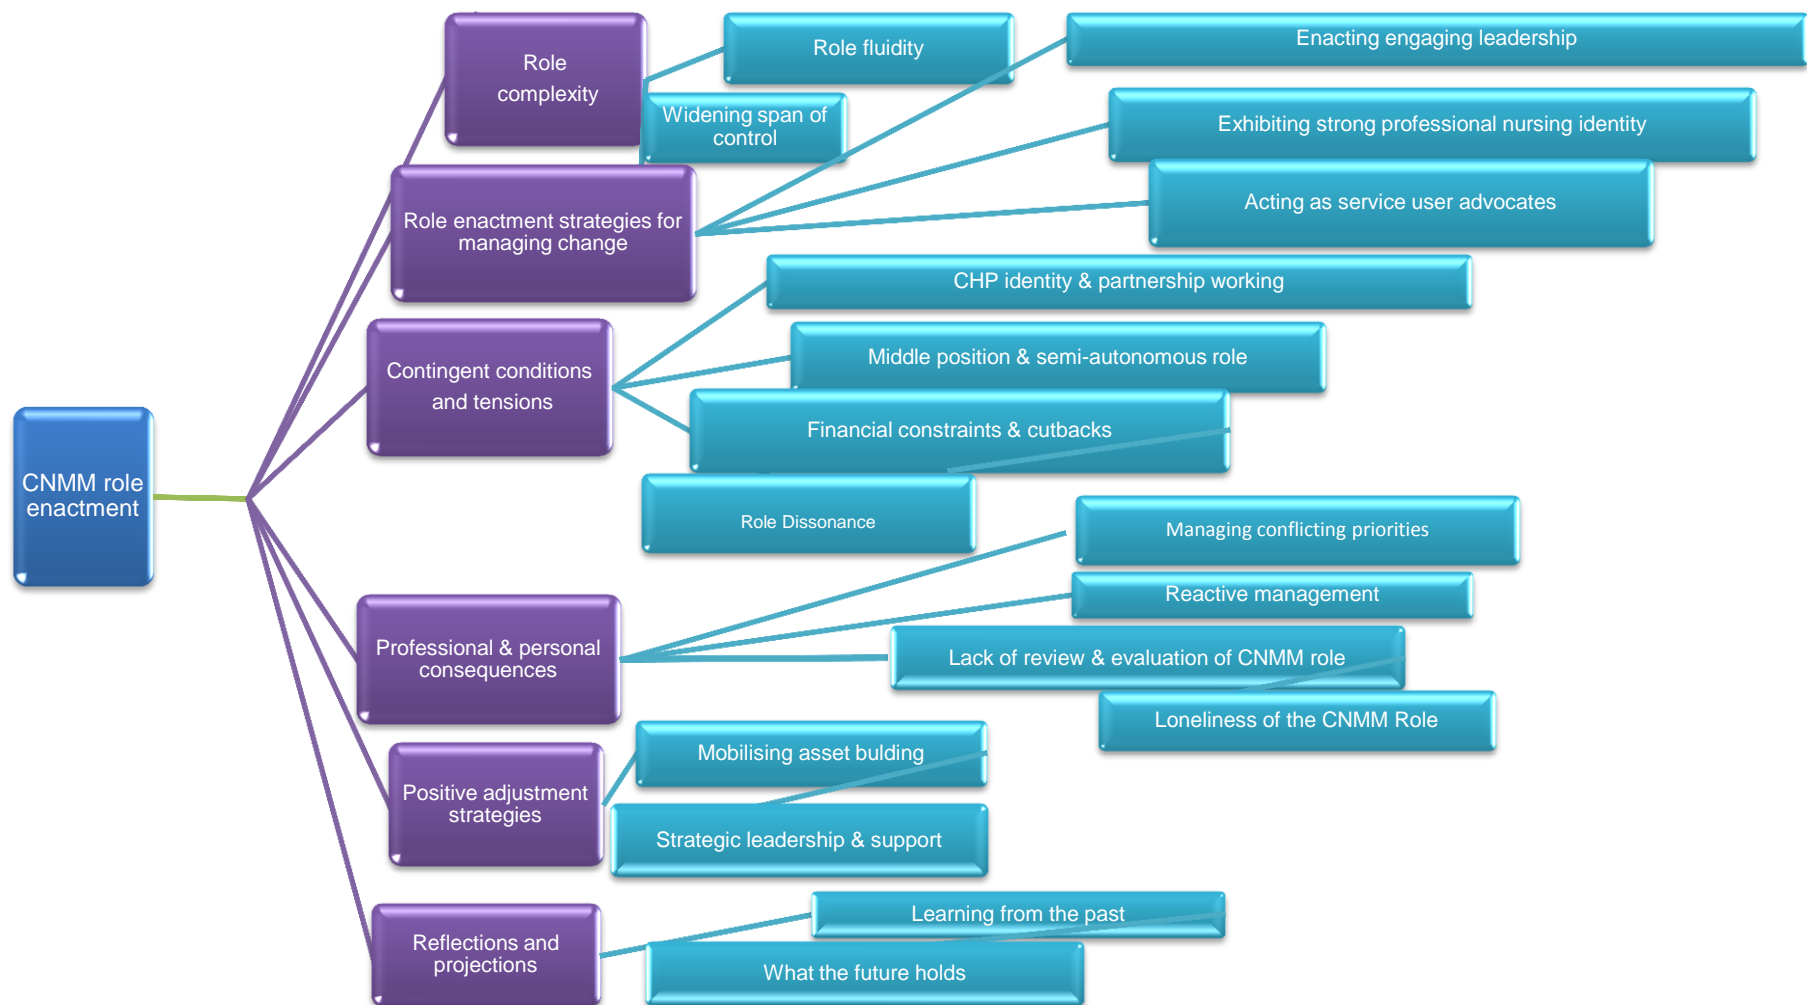 CNMM role
enactment
Role
complexity
Role fluidity
Widening span of
control
Role enactment strategies for
managing change
Enacting engaging leadership
Exhibiting strong professional nursing identity
Acting as service user advocates
Contingent conditions
and tensions
CHP identity & partnership working
Middle position & semi-autonomous role
Financial constraints & cutbacks
Role Dissonance
Professional & personal
consequences
Managing conflicting priorities
Reactive management
Lack of review & evaluation of CNMM role
Loneliness of the CNMM Role
Positive adjustment
strategies
Mobilising asset bulding
Strategic leadership & support
Reflections and
projections
Learning from the past
What the future holds